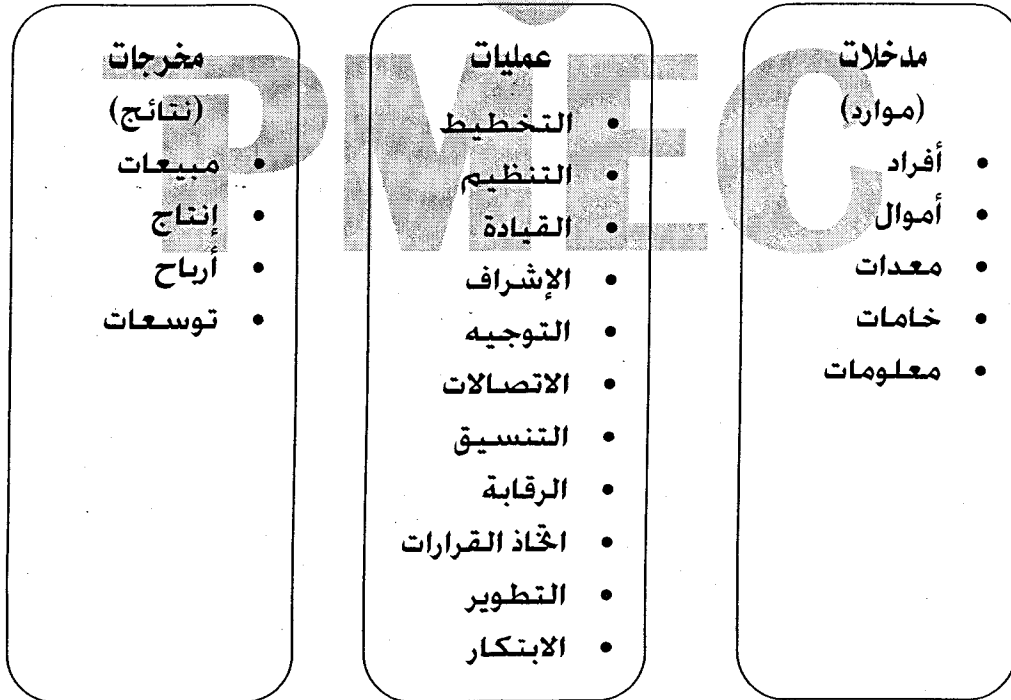 مدخلات
(موارد)
• أفراد
• أموال
• معدات
• خامات
• معلومات
عمليات
• التخطيط
• التنظيم
• القيادة
• الإشراف
• التوجيه
• الاتصالات
• التنسيق
• الرقابة
• اتخاذ القرارات
• التطوير
• الابتكار
مخرجات
(نتائج)
• مبيعات
• إنتاج
• أرباح
• توسعات
PMEC